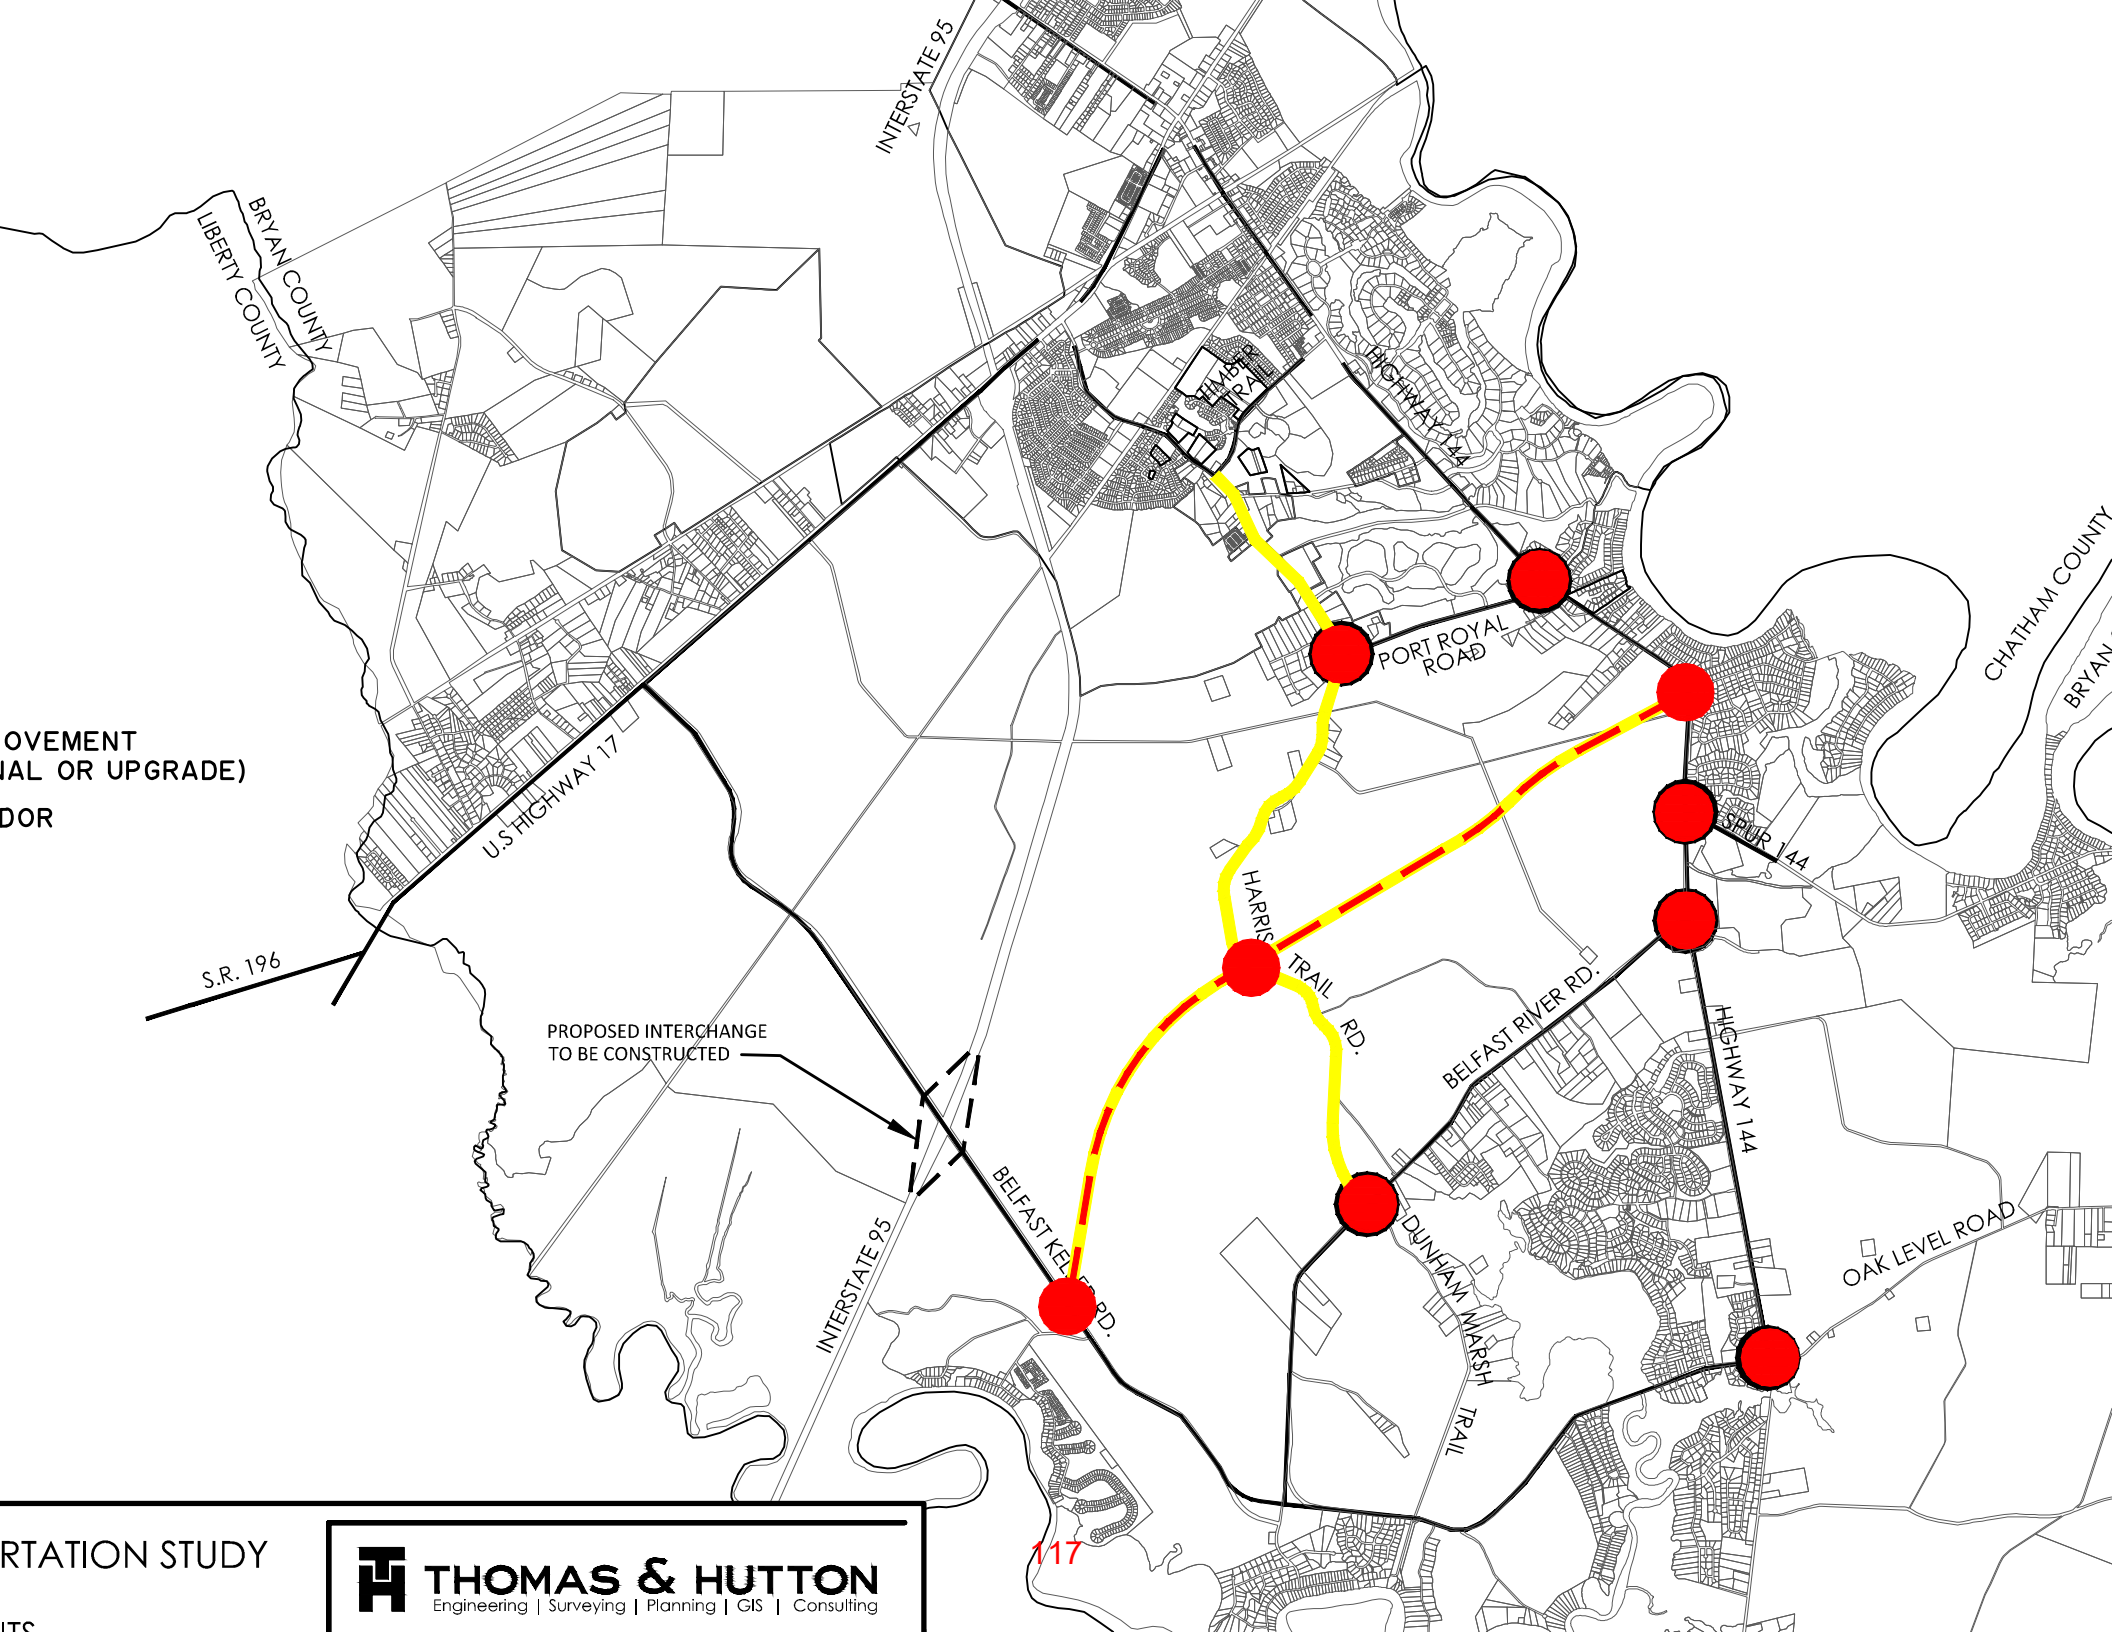 INTERSTATE 95
BRYAN COUNTY
LIBERTY COUNTY
TIMBER
TRAIL
HIGHWAY 144
CHATHAM COUNTY
BRYAN
PORT ROYAL
ROAD
OVEMENT
NAL OR UPGRADE)
DOR
U.S HIGHWAY 17
SPUR 144
HARRIS
TRAIL
RD.
S.R. 196
BELFAST RIVER RD.
PROPOSED INTERCHANGE
TO BE CONSTRUCTED
HIGHWAY 144
BELFAST KELLER RD.
INTERSTATE 95
DUNHAM MARSH
TRAIL
OAK LEVEL ROAD
117
RTATION STUDY
THOMAS & HUTTON
Engineering | Surveying | Planning | GIS | Consulting